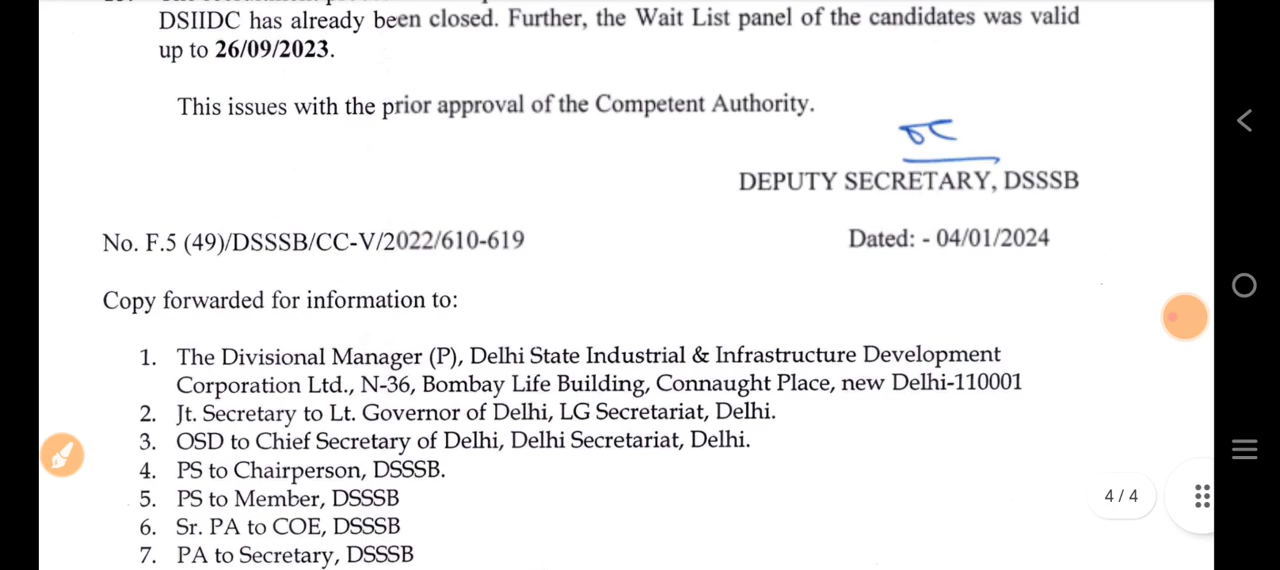 DSIIDC has already been closed. Further, the Wait List panel of the candidates was valid
up to 26/09/2023.
This issues with the prior approval of the Competent Authority.
DEPUTY SECRETARY, DSSSB
No. F.5 (49)/DSSSB/CC-V/2022/610-619 Dated: - 04/01/2024
Copy forwarded for information to:
1. The Divisional Manager (P), Delhi State Industrial & Infrastructure Development
Corporation Ltd., N-36, Bombay Life Building, Connaught Place, new Delhi-110001
2. Jt. Secretary to Lt. Governor of Delhi, LG Secretariat, Delhi.
3. OSD to Chief Secretary of Delhi, Delhi Secretariat, Delhi.
4. PS to Chairperson, DSSSB.
5. PS to Member, DSSSB
6. Sr. PA to COE, DSSSB
7. PA to Secretary, DSSSB
4 / 4